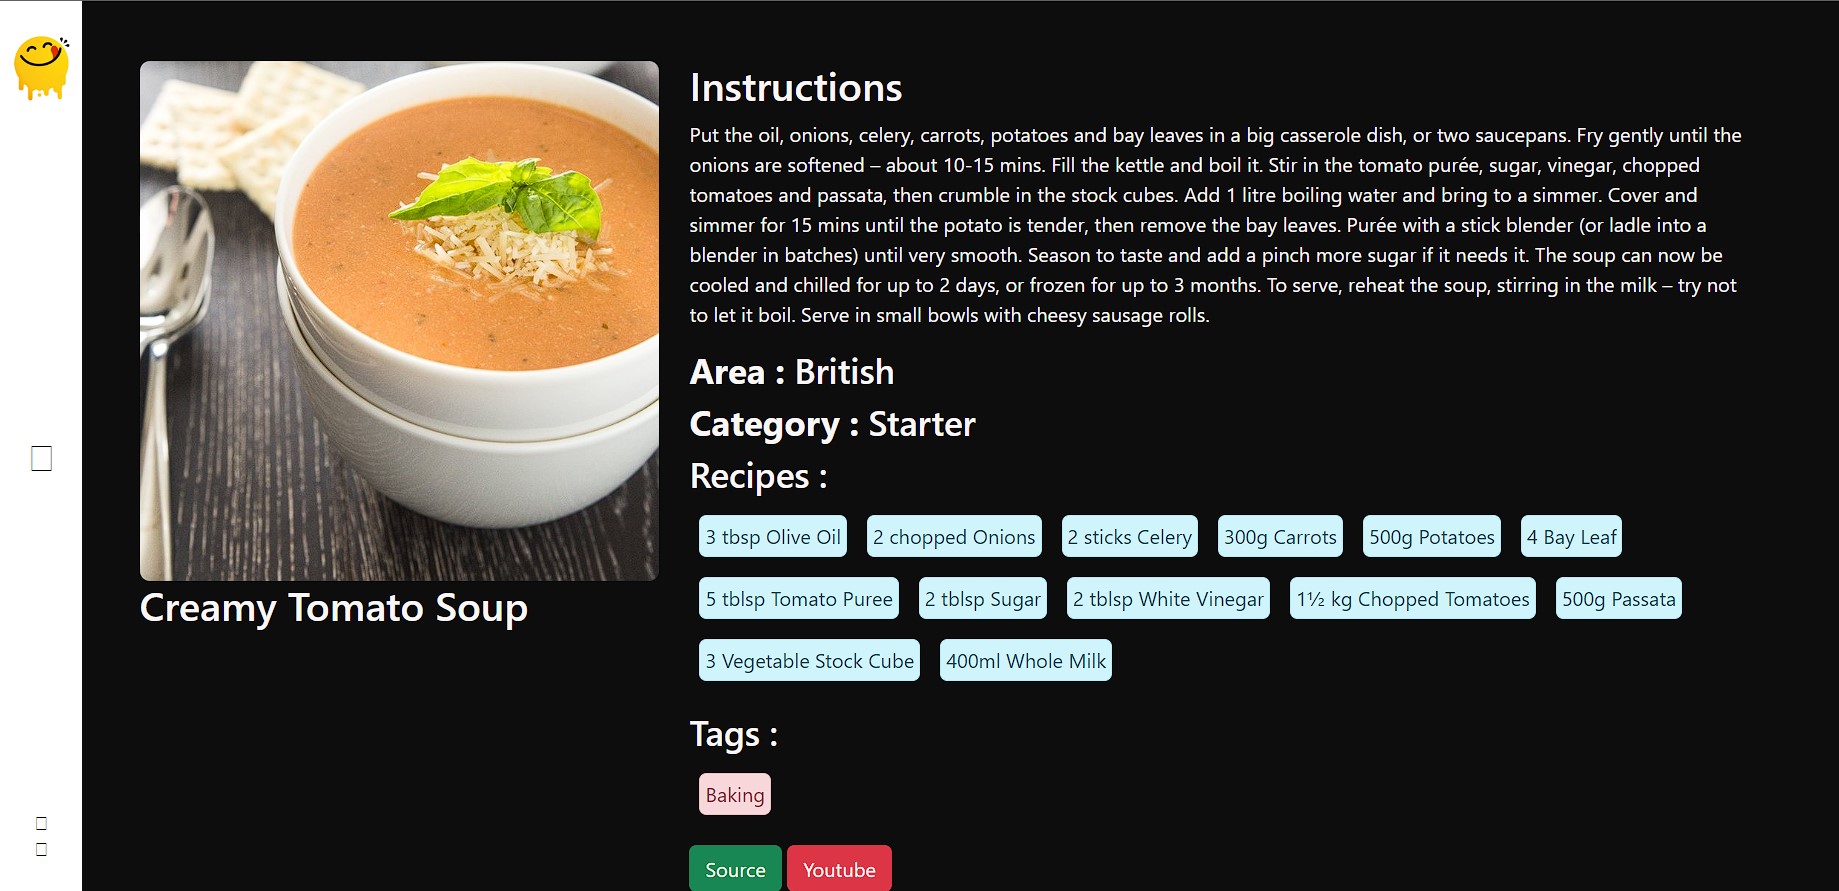 Instructions
Put the oil, onions, celery, carrots, potatoes and bay leaves in a big casserole dish, or two saucepans. Fry gently until the
onions are softened – about 10-15 mins. Fill the kettle and boil it. Stir in the tomato purée, sugar, vinegar, chopped
tomatoes and passata, then crumble in the stock cubes. Add 1 litre boiling water and bring to a simmer. Cover and
simmer for 15 mins until the potato is tender, then remove the bay leaves. Purée with a stick blender (or ladle into a
blender in batches) until very smooth. Season to taste and add a pinch more sugar if it needs it. The soup can now be
cooled and chilled for up to 2 days, or frozen for up to 3 months. To serve, reheat the soup, stirring in the milk – try not
to let it boil. Serve in small bowls with cheesy sausage rolls.
Area : British
Category : Starter
Recipes :
3 tbsp Olive Oil 2 chopped Onions 2 sticks Celery 300g Carrots 500g Potatoes 4 Bay Leaf
5 tblsp Tomato Puree 2 tblsp Sugar 2 tblsp White Vinegar 1½ kg Chopped Tomatoes 500g Passata
3 Vegetable Stock Cube 400ml Whole Milk
Creamy Tomato Soup
Tags :
Baking
Source Youtube